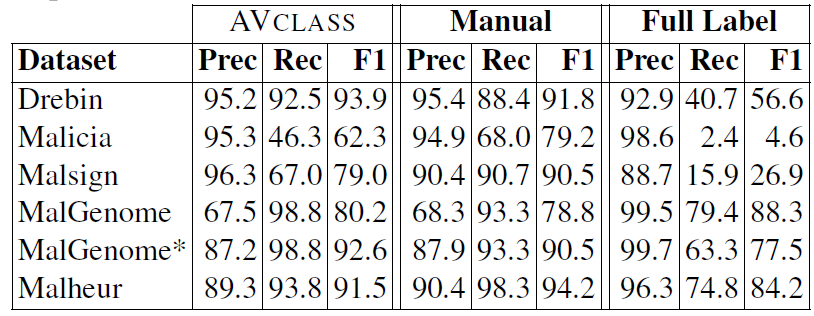 AVCLASS Manual Full Label
Dataset Prec Rec F1 Prec Rec F1 Prec Rec F1
Drebin 95.2 92.5 93.9 95.4 88.4 91.8 92.9 40.7 56.6
Malicia 95.3 46.3 62.3 94.9 68.0 79.2 98.6 2.4 4.6
Malsign 96.3 67.0 79.0 90.4 90.7 90.5 88.7 15.9 26.9
MalGenome 67.5 98.8 80.2 68.3 93.3 78.8 99.5 79.4 88.3
MalGenome* 87.2 98.8 92.6 87.9 93.3 90.5 99.7 63.3 77.5
Malheur 89.3 93.8 91.5 90.4 98.3 94.2 96.3 74.8 84.2